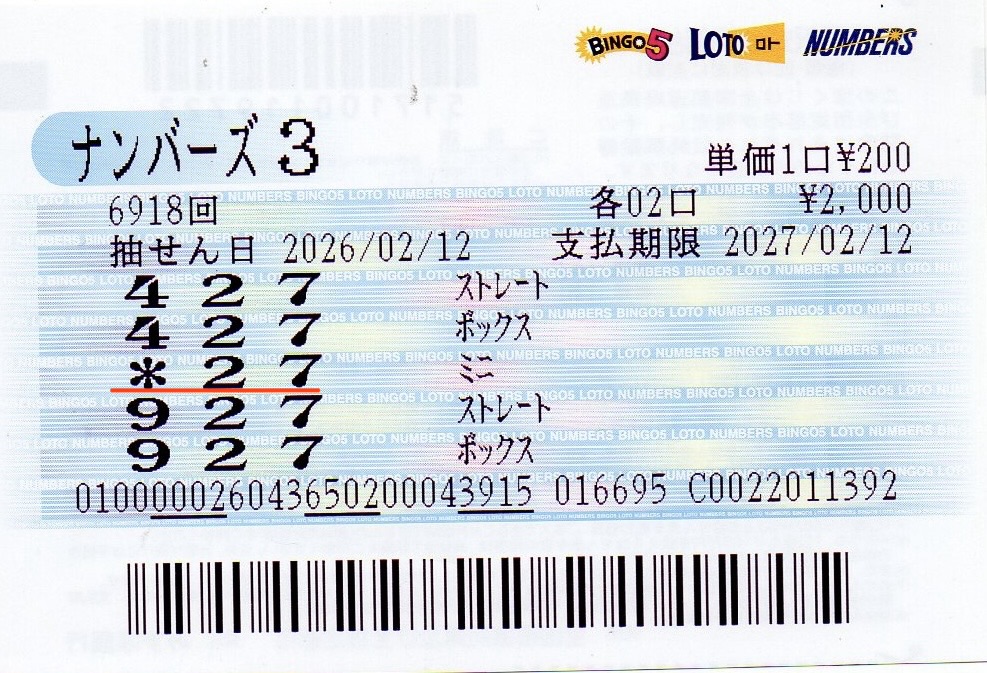 BINGO5 LOTO ロト NUMBERS
ナンバーズ3
単価1口¥200
6918回 各02口 ¥2,000
抽せん日 2026/02/12 支払期限 2027/02/12
4 2 7 ストレート
4 2 7 ボックス
* 2 7 ミニ
9 2 7 ストレート
9 2 7 ボックス
010000026043650200043915 016695 C0022011392